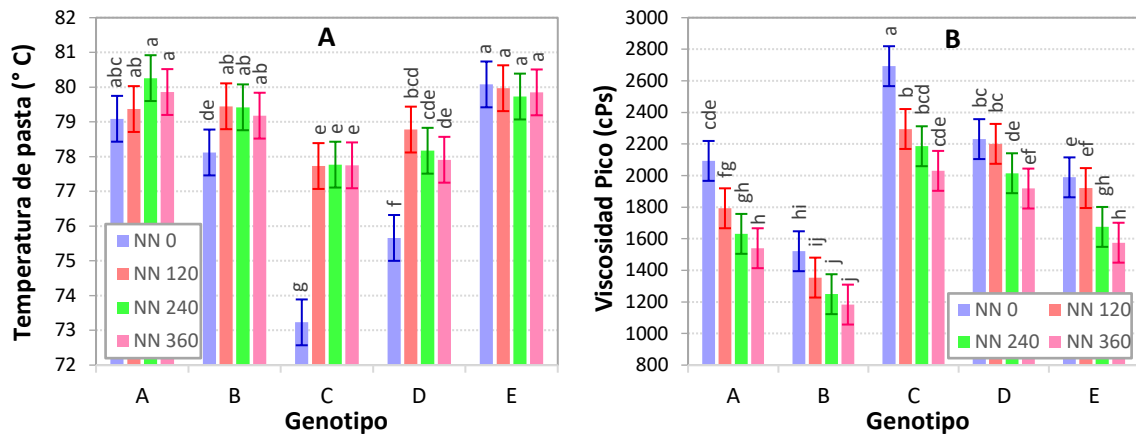 A
Temperatura de pasta (° C)
82
81
80
79
78
77
76
75
74
73
72
abc
ab
a
a
de
ab
ab
ab
g
e
e
e
f
bcd
cde
de
a
a
a
a
NN 0
NN 120
NN 240
NN 360
A B C D E
Genotipo
B
Viscosidad Pico (cPs)
3000
2800
2600
2400
2200
2000
1800
1600
1400
1200
1000
800
cde
fg
gh
h
hi
ij
j
j
a
b
bcd
cde
bc
bc
de
ef
e
ef
gh
h
NN 0 NN 120
NN 240 NN 360
A B C D E
Genotipo